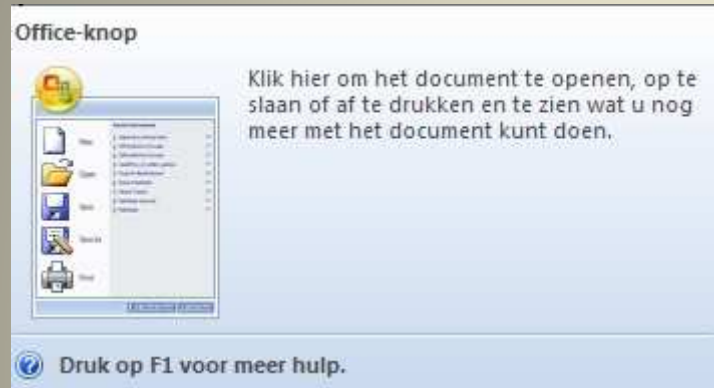 Office-knop
Klik hier om het document te openen, op te
slaan of af te drukken en te zien wat u nog
meer met het document kunt doen.
Druk op F1 voor meer hulp.